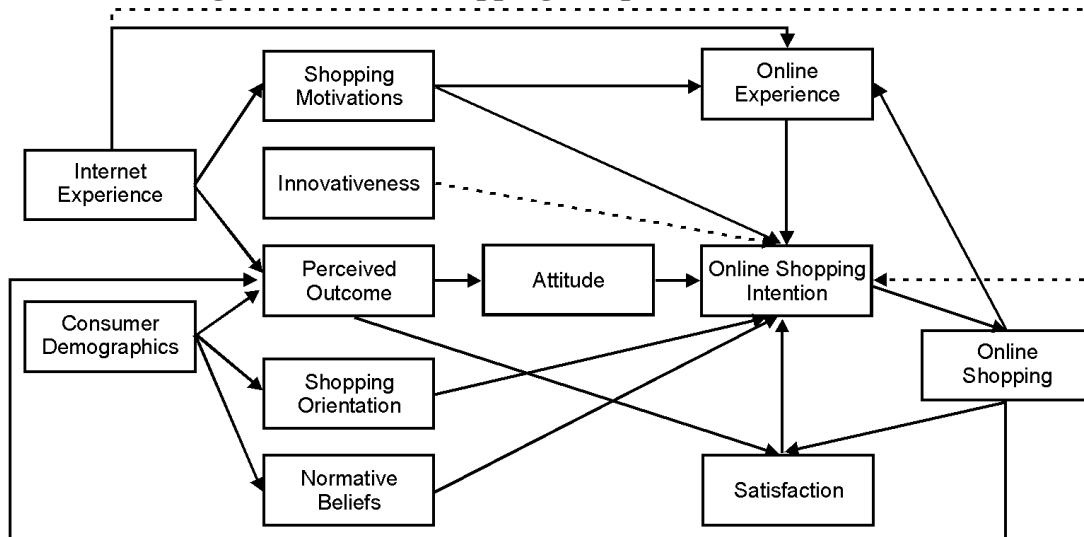 Shopping
Motivations
Online
Experience
Internet
Experience
Innovativeness
Perceived
Outcome
Attitude
Online Shopping
Intention
Consumer
Demographics
Online
Shopping
Shopping
Orientation
Normative
Beliefs
Satisfaction